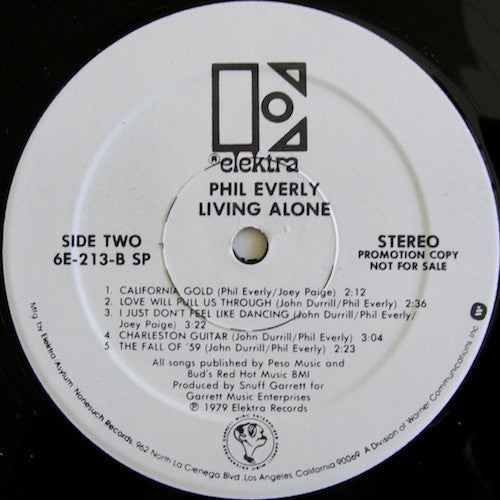 ® elektra
PHIL EVERLY
LIVING ALONE
SIDE TWO
6E-213-B SP
STEREO
PROMOTION COPY
NOT FOR SALE
1. CALIFORNIA GOLD (Phil Everly/Joey Paige) 2:12
2. LOVE WILL PULL US THROUGH (John Durrill/Phil Everly) 2:36
3. I JUST DON'T FEEL LIKE DANCING (John Durrill/Phil Everly/
Joey Paige) 3:22
4. CHARLESTON GUITAR (John Durrill/Phil Everly) 3:04
5. THE FALL OF '59 (John Durrill/Phil Everly) 2:23
All songs published by Peso Music and
Bud's Red Hot Music BMI
Produced by Snuff Garrett for
Garrett Music Enterprises
Ⓟ 1979 Elektra Records
Mfg. by Elektra/Asylum/Nonesuch Records, 962 North La Cienega Blvd. Los Angeles, California 90069. A Division of Warner Communications, Inc.